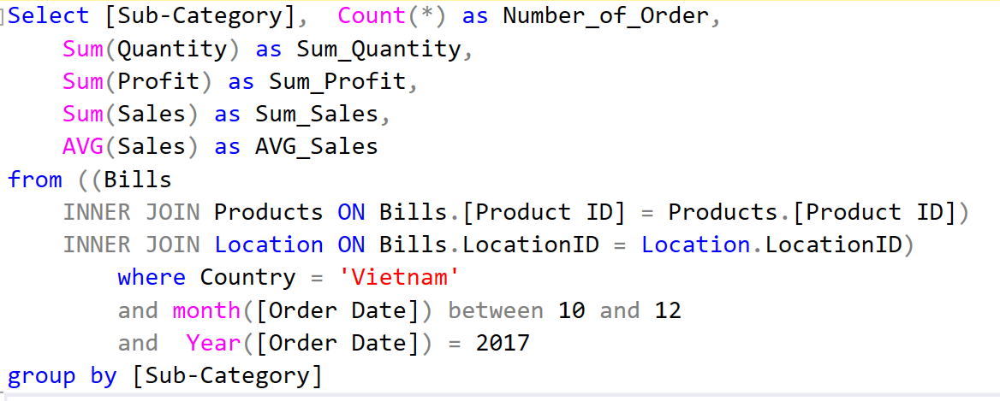 Select [Sub-Category],  Count(*) as Number_of_Order,
    Sum(Quantity) as Sum_Quantity,
    Sum(Profit) as Sum_Profit,
    Sum(Sales) as Sum_Sales,
    AVG(Sales) as AVG_Sales
from ((Bills
    INNER JOIN Products ON Bills.[Product ID] = Products.[Product ID])
    INNER JOIN Location ON Bills.LocationID = Location.LocationID)
        where Country = 'Vietnam'
        and month([Order Date]) between 10 and 12
        and  Year([Order Date]) = 2017
group by [Sub-Category]